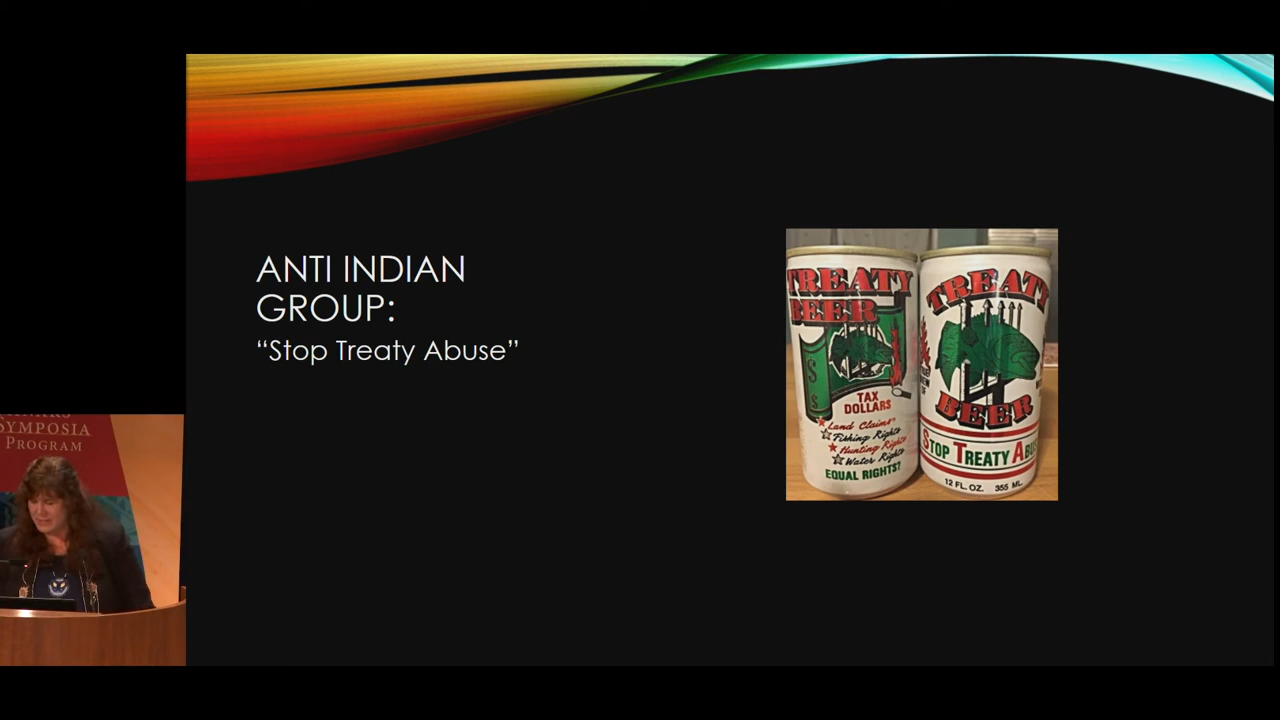 ANTI INDIAN
GROUP:
“Stop Treaty Abuse”
TREATY
BEER
$
$
TAX
DOLLARS
Land Claims
Fishing Rights
Hunting Rights
Water Rights
EQUAL RIGHTS?
TREATY
BEER
STOP TREATY
12 FL. OZ. 355 ML.
SYMPOSIA
PROGRAM